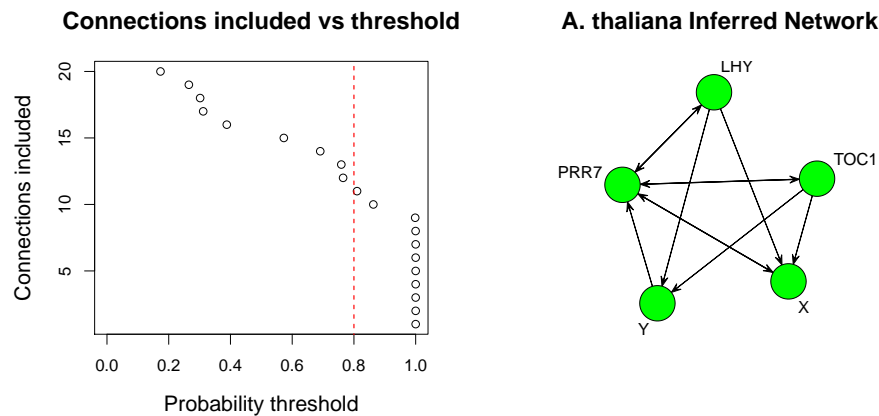 Connections included vs threshold
Connections included
20
15
10
5
0.0 0.2 0.4 0.6 0.8 1.0
Probability threshold
A. thaliana Inferred Network
LHY
TOC1
PRR7
X
Y